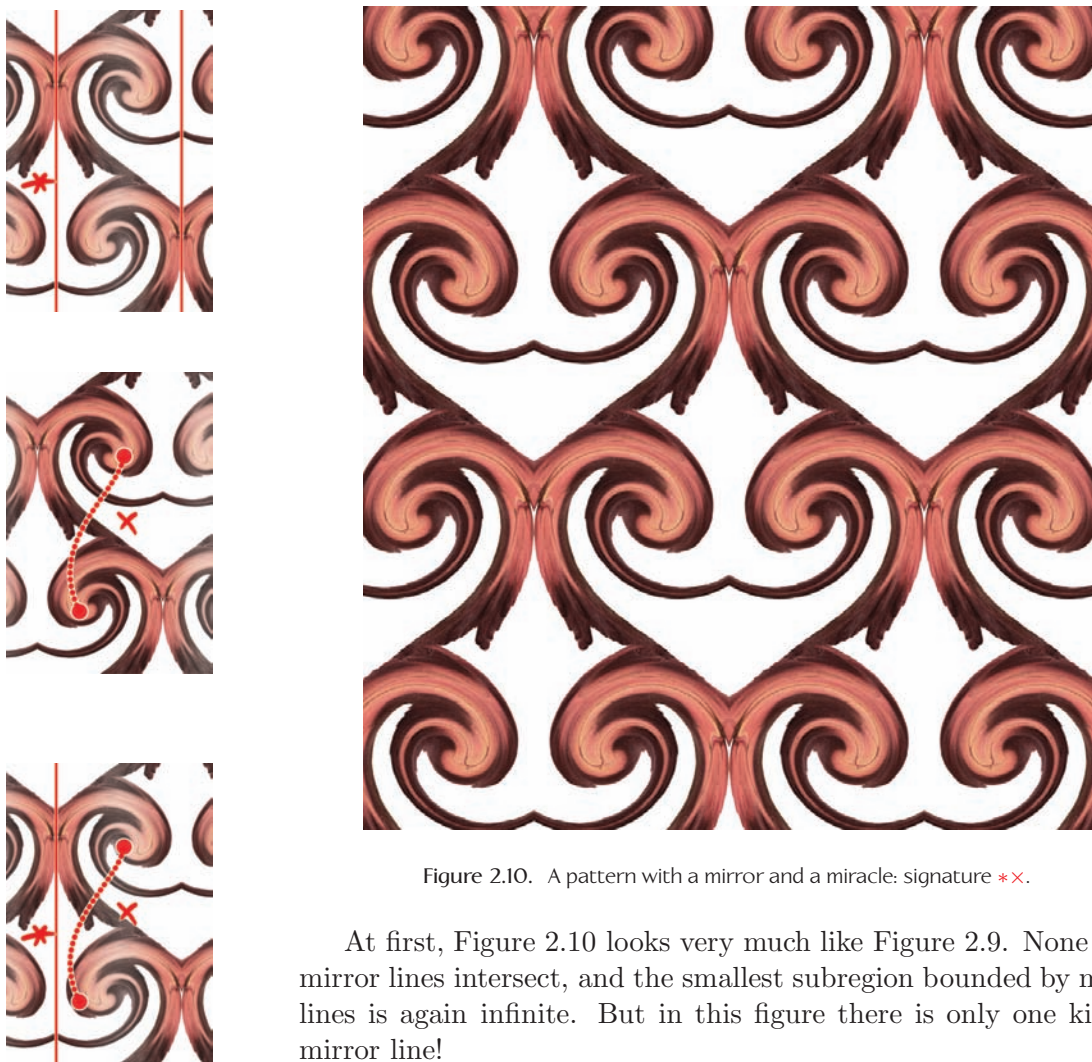 Figure 2.10. A pattern with a mirror and a miracle: signature *×.
At first, Figure 2.10 looks very much like Figure 2.9. None
mirror lines intersect, and the smallest subregion bounded by
lines is again infinite. But in this figure there is only one
mirror line!